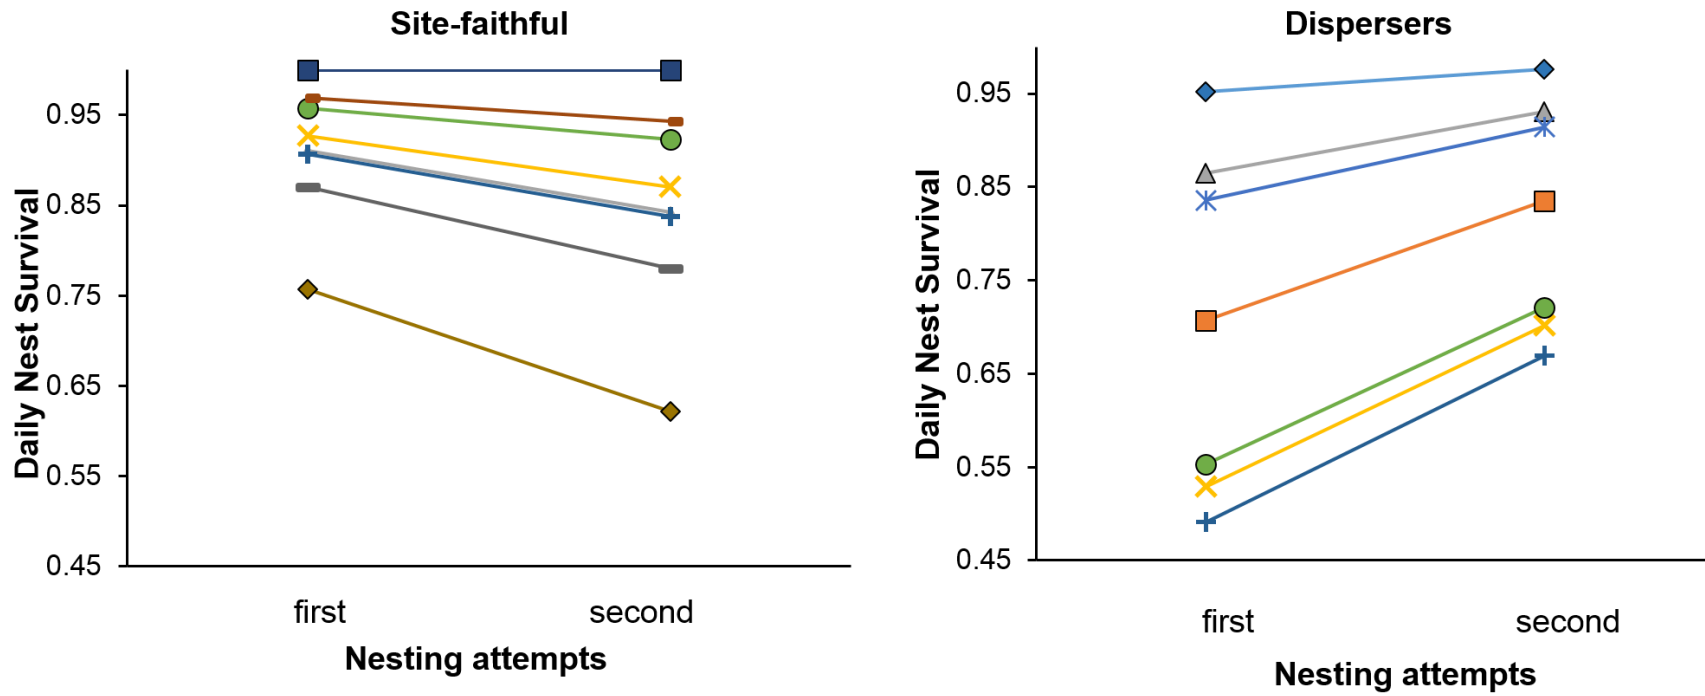 Site-faithful
Daily Nest Survival
0.95
0.85
0.75
0.65
0.55
0.45
first second
Nesting attempts
Dispersers
Daily Nest Survival
0.95
0.85
0.75
0.65
0.55
0.45
first second
Nesting attempts